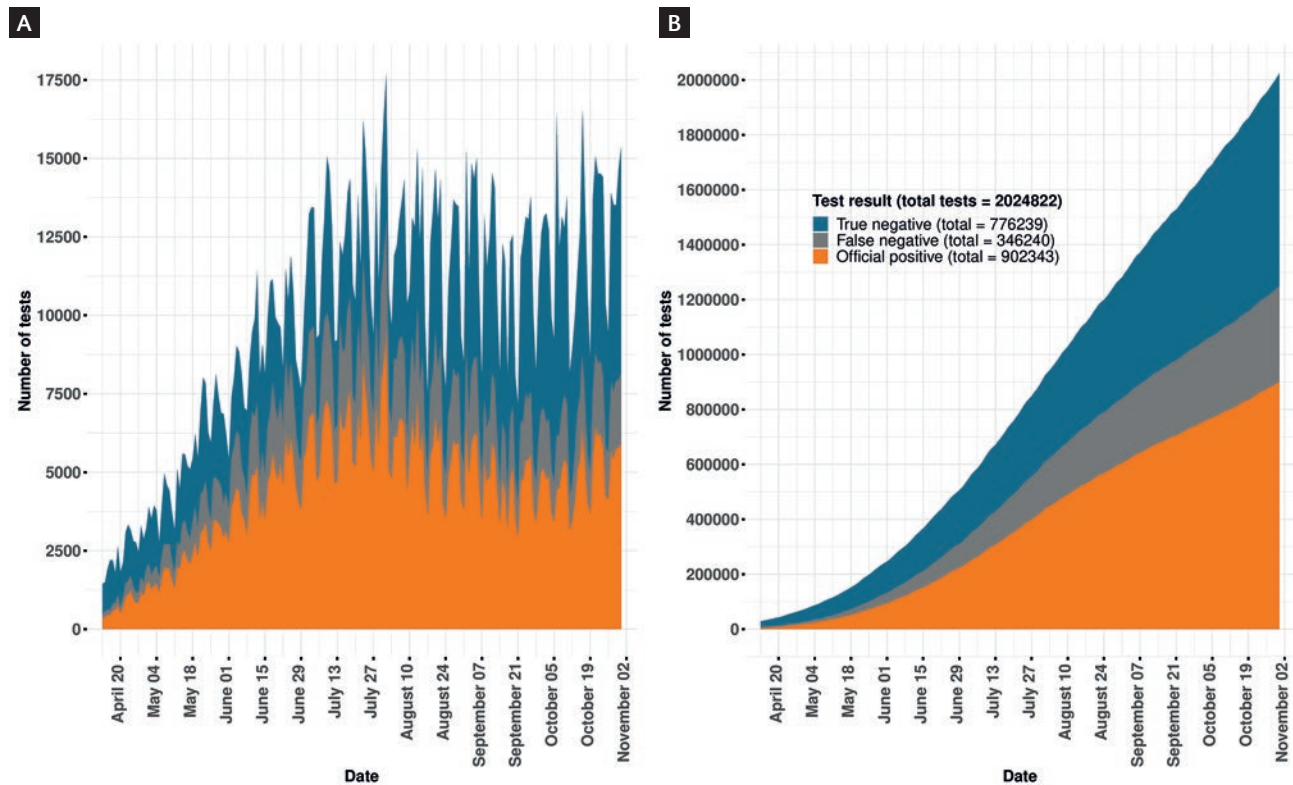 A
Number of tests
17500
15000
12500
10000
7500
5000
2500
0
April 20
May 04
May 18
June 01
June 15
June 29
July 13
July 27
August 10
August 24
September 07
September 21
October 05
October 19
November 02
Date
B
Number of tests
2000000
1800000
1600000
1400000
1200000
1000000
800000
600000
400000
200000
0
Test result (total tests = 2024822)
True negative (total = 776239)
False negative (total = 346240)
Official positive (total = 902343)
April 20
May 04
May 18
June 01
June 15
June 29
July 13
July 27
August 10
August 24
September 07
September 21
October 05
October 19
November 02
Date